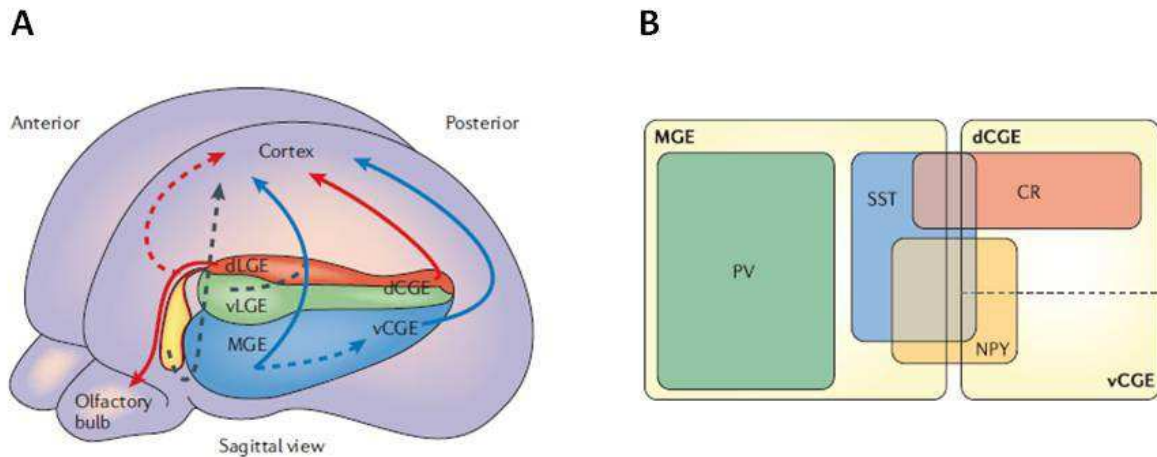 A
Anterior
Posterior
Cortex
dLGE
vLGE
dCGE
MGE
vCGE
Olfactory
bulb
Sagittal view
B
MGE
dCGE
SST
CR
PV
NPY
vCGE